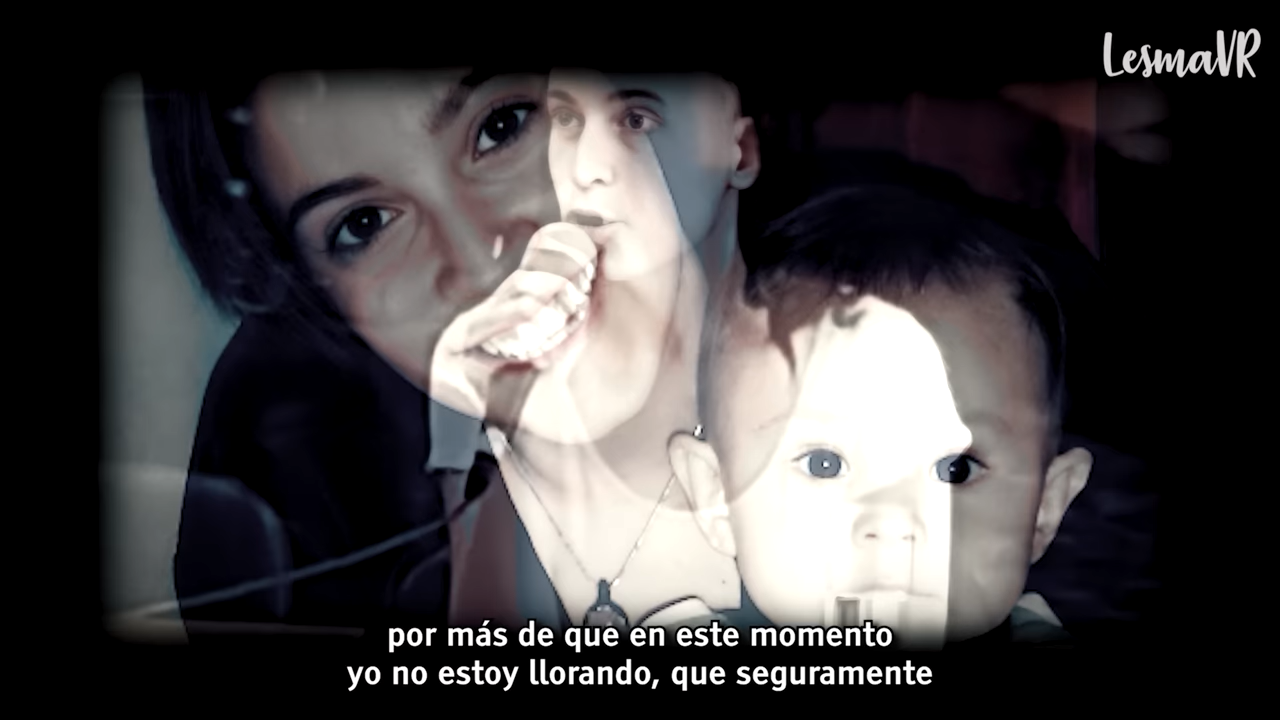 LesmaVR
por más de que en este momento
yo no estoy llorando, que seguramente